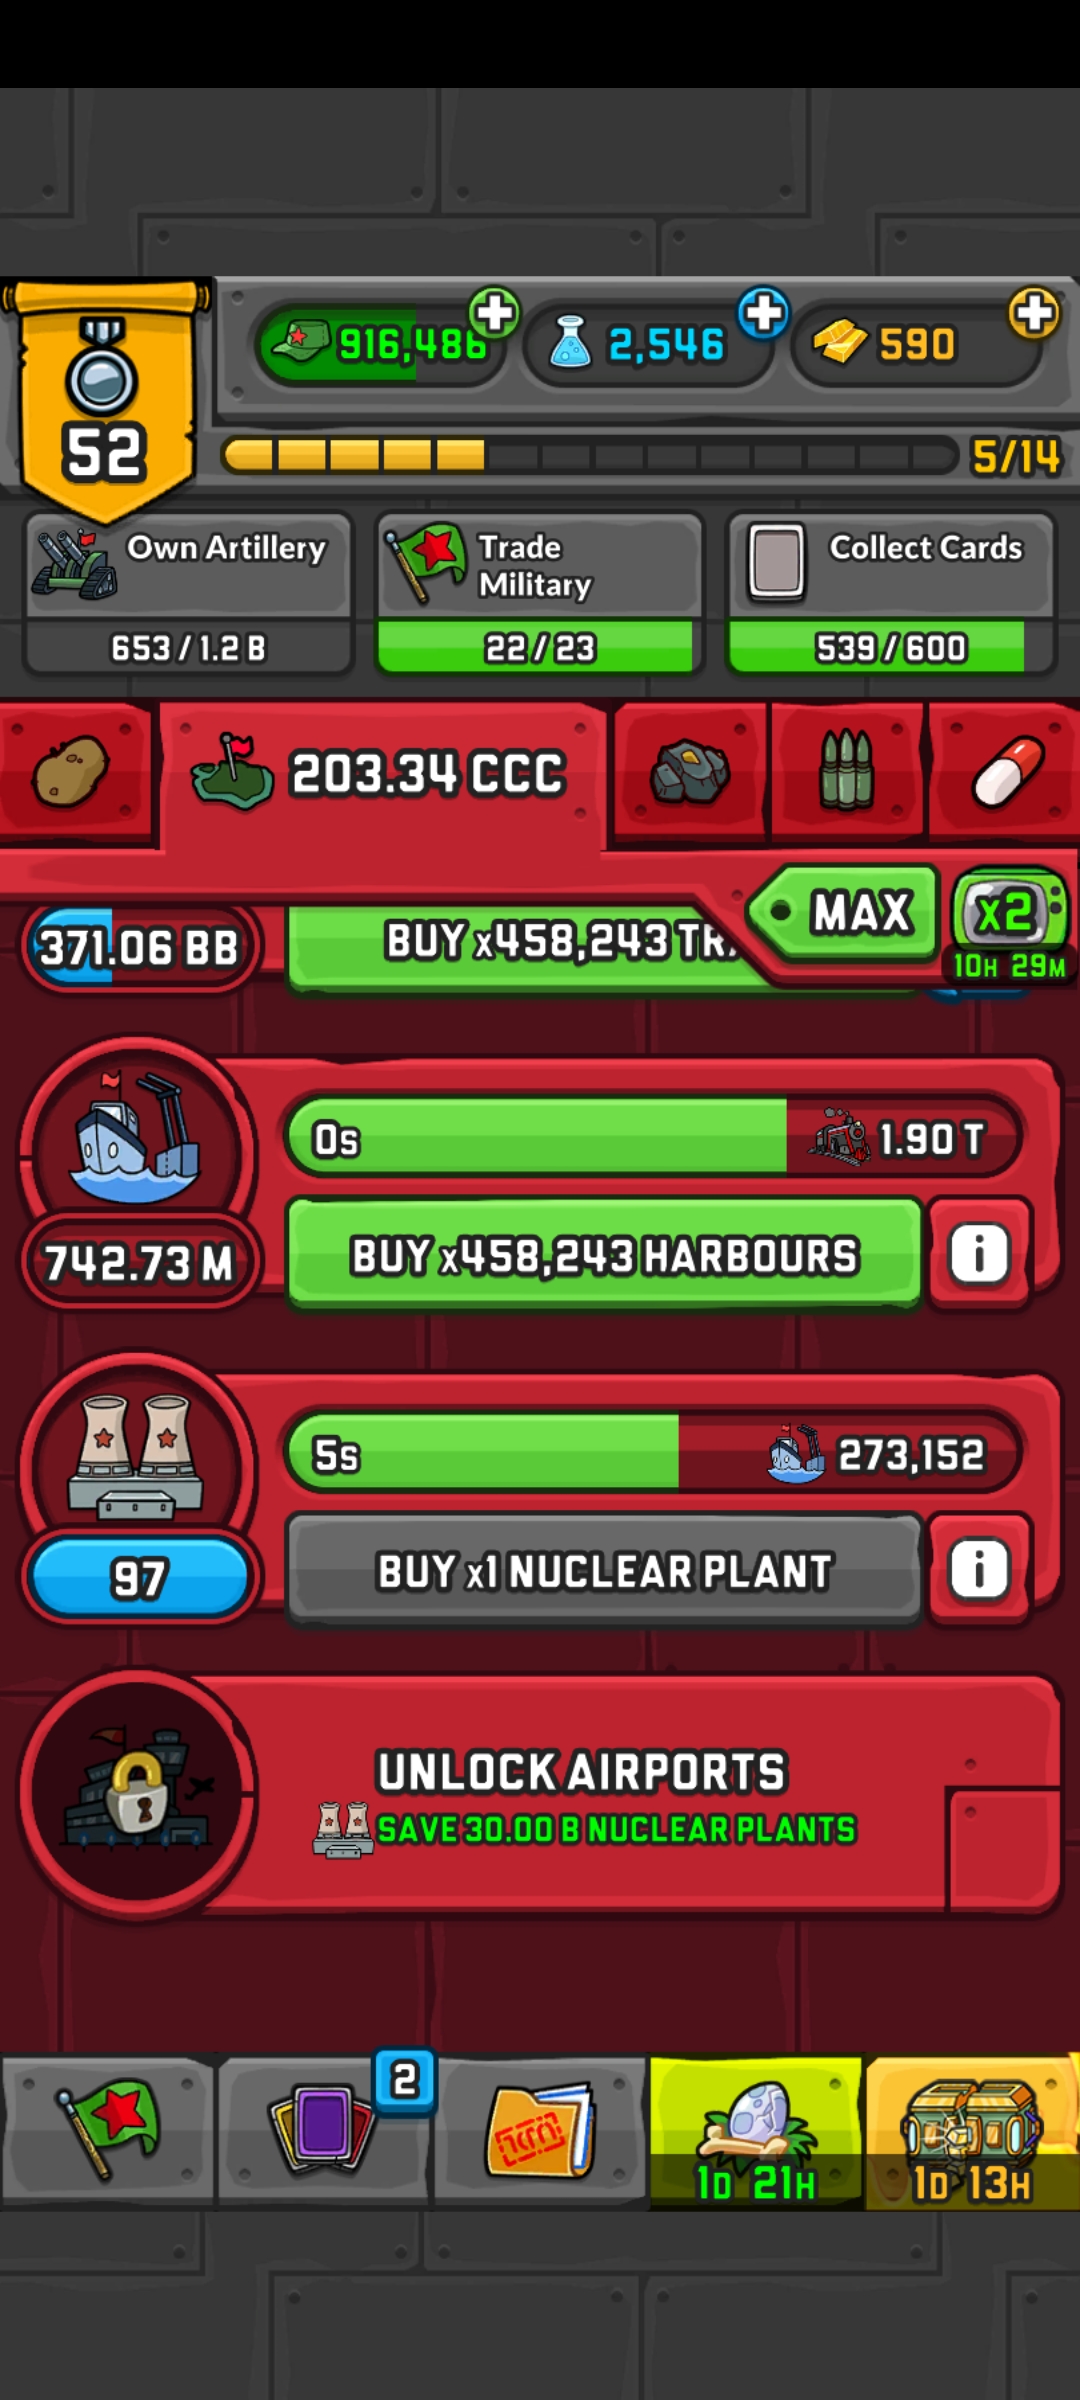 916,486
2,546
590
52
5/14
Own Artillery
653 / 1.2 B
Trade
Military
22 / 23
Collect Cards
539 / 600
203.34 CCC
MAX
x2
10H 29M
371.06 BB
BUY x458,243
0s
1.90 T
742.73 M
BUY x458,243 HARBOURS
i
5s
273,152
97
BUY x1 NUCLEAR PLANT
i
UNLOCK AIRPORTS
SAVE 30.00 B NUCLEAR PLANTS
2
1D 21H
1D 13H